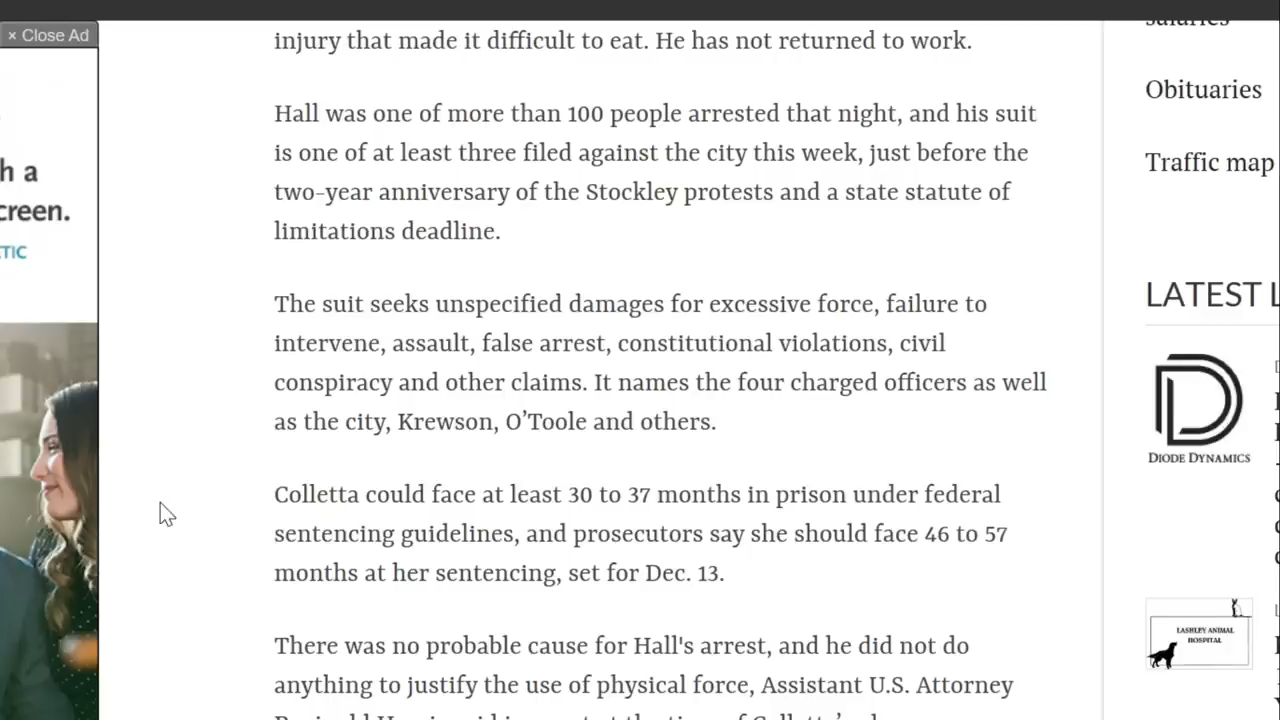 salaries
× Close Ad
injury that made it difficult to eat. He has not returned to work.
Obituaries
Hall was one of more than 100 people arrested that night, and his suit
is one of at least three filed against the city this week, just before the
two-year anniversary of the Stockley protests and a state statute of
limitations deadline.
Traffic map
h a
creen.
TIC
The suit seeks unspecified damages for excessive force, failure to
intervene, assault, false arrest, constitutional violations, civil
conspiracy and other claims. It names the four charged officers as well
as the city, Krewson, O’Toole and others.
LATEST L
DIODE DYNAMICS
Colletta could face at least 30 to 37 months in prison under federal
sentencing guidelines, and prosecutors say she should face 46 to 57
months at her sentencing, set for Dec. 13.
LASHLEY ANIMAL
HOSPITAL
There was no probable cause for Hall's arrest, and he did not do
anything to justify the use of physical force, Assistant U.S. Attorney